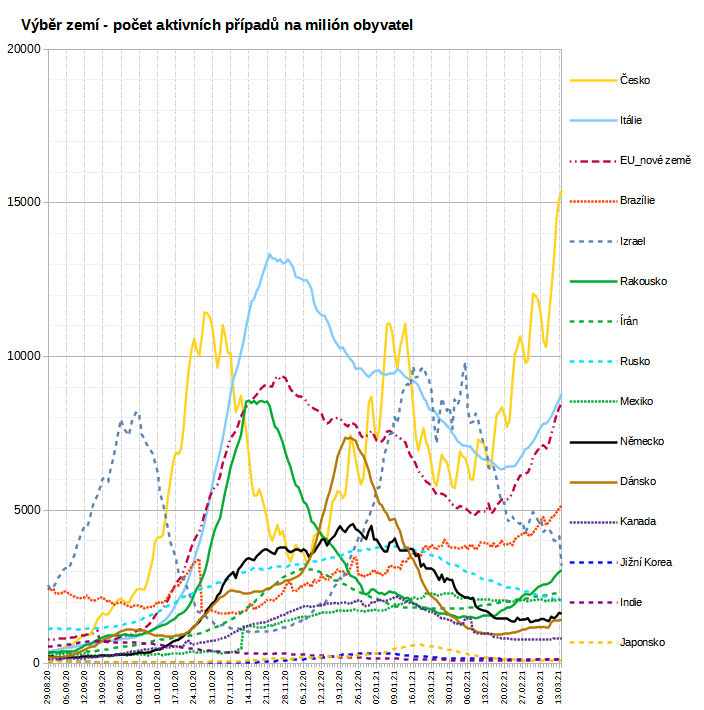 Výběr zemí - počet aktivních případů na milión obyvatel
20000
15000
10000
5000
0
29.08.20
05.09.20
12.09.20
19.09.20
26.09.20
03.10.20
10.10.20
17.10.20
24.10.20
31.10.20
07.11.20
14.11.20
21.11.20
28.11.20
05.12.20
12.12.20
19.12.20
26.12.20
02.01.21
09.01.21
16.01.21
23.01.21
30.01.21
06.02.21
13.02.21
20.02.21
27.02.21
06.03.21
13.03.21
Česko
Itálie
EU_nové země
Brazílie
Izrael
Rakousko
Írán
Rusko
Mexiko
Německo
Dánsko
Kanada
Jižní Korea
Indie
Japonsko